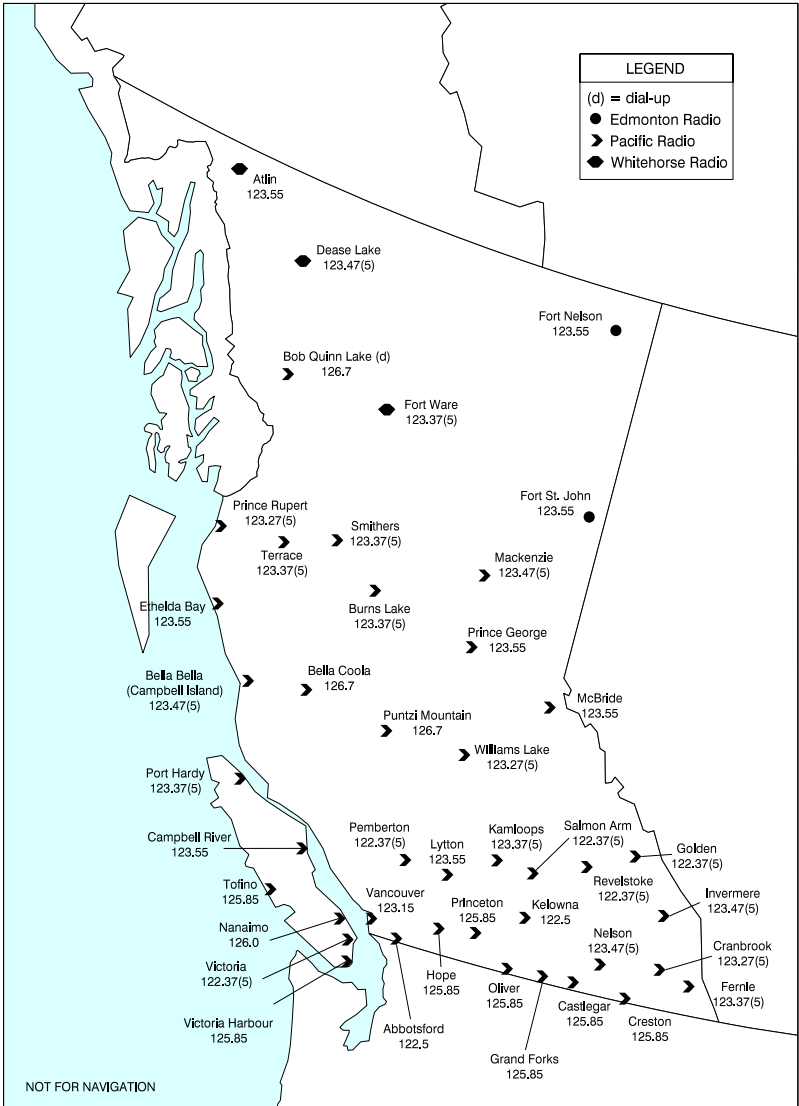 LEGEND
(d) = dial-up
Edmonton Radio
Pacific Radio
Whitehorse Radio
Atlin
123.55
Dease Lake
123.47(5)
Fort Nelson
123.55
Bob Quinn Lake (d)
126.7
Fort Ware
123.37(5)
Fort St. John
123.55
Prince Rupert
123.27(5)
Smithers
123.37(5)
Terrace
123.37(5)
Mackenzie
123.47(5)
Ethelda Bay
123.55
Burns Lake
123.37(5)
Prince George
123.55
Bella Bella
(Campbell Island)
123.47(5)
Bella Coola
126.7
McBride
123.55
Puntzi Mountain
126.7
Williams Lake
123.27(5)
Port Hardy
123.37(5)
Campbell River
123.55
Pemberton
122.37(5)
Lytton
123.55
Kamloops
123.37(5)
Salmon Arm
122.37(5)
Golden
122.37(5)
Revelstoke
122.37(5)
Tofino
125.85
Vancouver
123.15
Princeton
125.85
Kelowna
122.5
Invermere
123.47(5)
Nanaimo
126.0
Nelson
123.47(5)
Cranbrook
123.27(5)
Victoria
122.37(5)
Hope
125.85
Oliver
125.85
Castlegar
125.85
Creston
125.85
Fernie
123.37(5)
Victoria Harbour
125.85
Abbotsford
122.5
Grand Forks
125.85
NOT FOR NAVIGATION